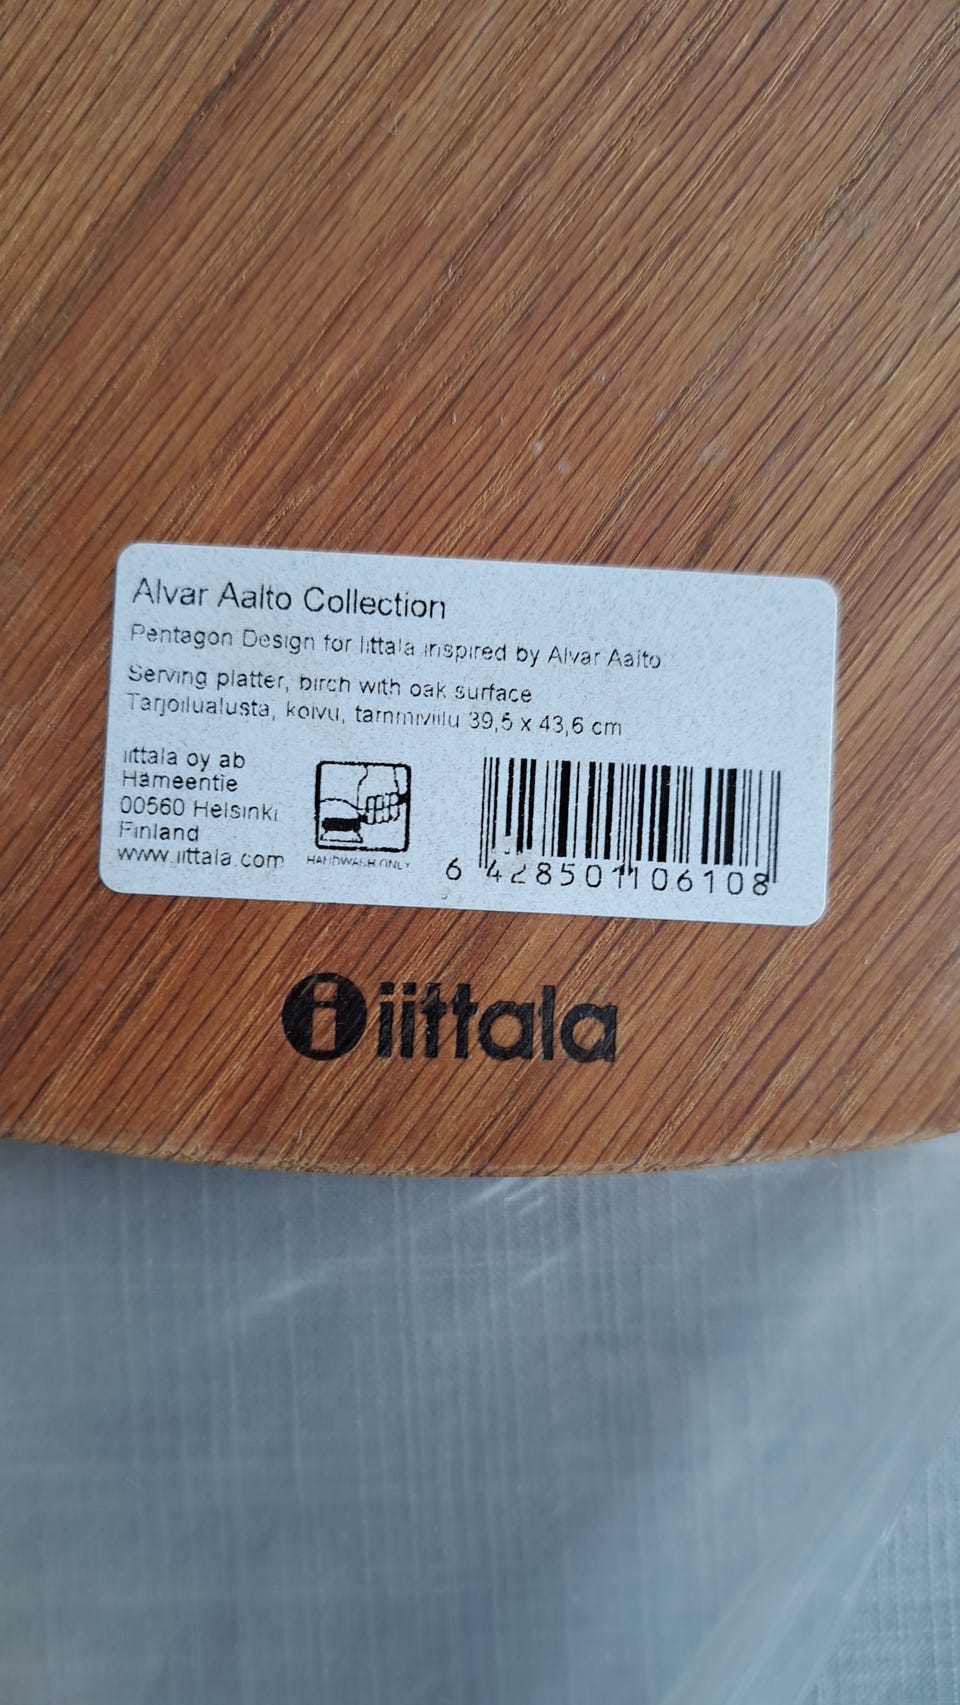 Alvar Aalto Collection
Pentagon Design for Iittala inspired by Alvar Aalto
Serving platter, birch with oak surface
Tarjoilualusta, koivu, tammiviilu 39,5 x 43,6 cm
iittala oy ab
Hämeentie
00560 Helsinki
Finland
www.iittala.com
HANDWASH ONLY
6 428501 106108
i iittala